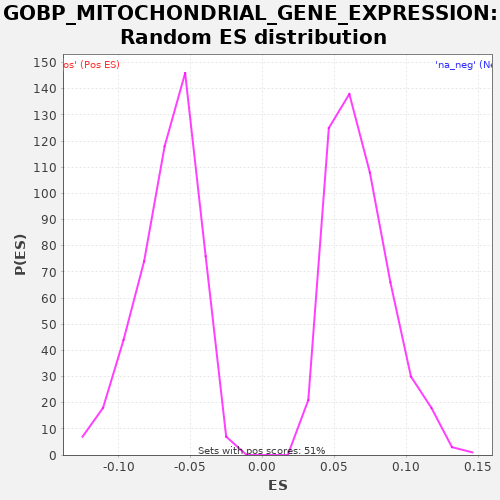 GOBP_MITOCHONDRIAL_GENE_EXPRESSION:
Random ES distribution
os' (Pos ES)
'na_neg' (Ne
150
140
130
120
110
100
90
80
70
60
50
40
30
20
10
0
P(ES)
Sets with pos scores: 51%
-0.10 -0.05 0.00 0.05 0.10 0.15
ES